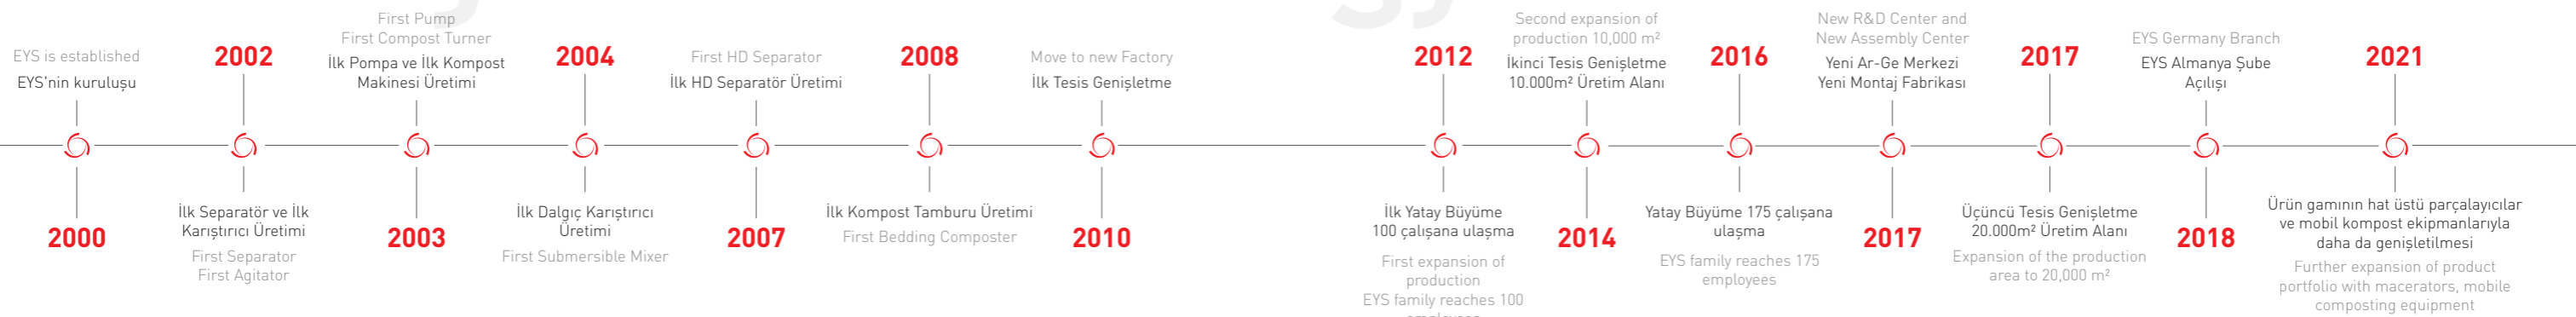 EYS is established
EYS'nin kuruluşu
2000
2002
İlk Separatör ve İlk
Karıştırıcı Üretimi
First Separator
First Agitator
First Pump
First Compost Turner
İlk Pompa ve İlk Kompost
Makinesi Üretimi
2003
2004
İlk Dalgıç Karıştırıcı
Üretimi
First Submersible Mixer
First HD Separator
İlk HD Separatör Üretimi
2007
2008
İlk Kompost Tamburu Üretimi
First Bedding Composter
Move to new Factory
İlk Tesis Genişletme
2010
2012
İlk Yatay Büyüme
100 çalışana ulaşma
First expansion of
production
EYS family reaches 100
Second expansion of
production 10,000 m²
İkinci Tesis Genişletme
10.000m² Üretim Alanı
2014
2016
Yatay Büyüme 175 çalışana
ulaşma
EYS family reaches 175
employees
New R&D Center and
New Assembly Center
Yeni Ar-Ge Merkezi
Yeni Montaj Fabrikası
2017
2017
Üçüncü Tesis Genişletme
20.000m² Üretim Alanı
Expansion of the production
area to 20,000 m²
EYS Germany Branch
EYS Almanya Şube
Açılışı
2018
2021
Ürün gamının hat üstü parçalayıcılar
ve mobil kompost ekipmanlarıyla
daha da genişletilmesi
Further expansion of product
portfolio with macerators, mobile
composting equipment